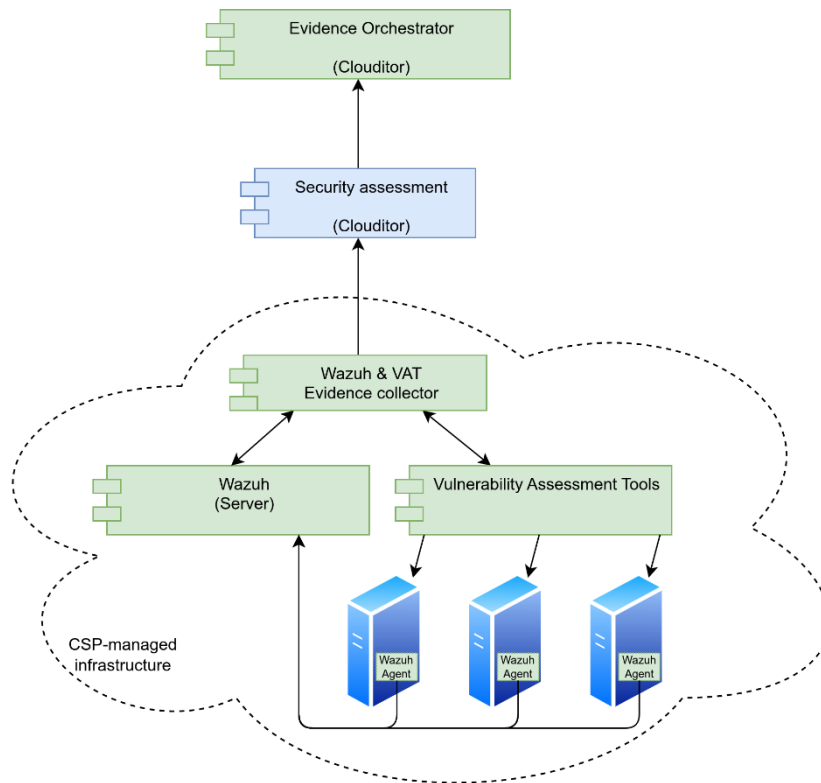 Evidence Orchestrator
(Clouditor)
Security assessment
(Clouditor)
Wazuh & VAT
Evidence collector
Wazuh
(Server)
Vulnerability Assessment Tools
CSP-managed
infrastructure
Wazuh
Agent
Wazuh
Agent
Wazuh
Agent